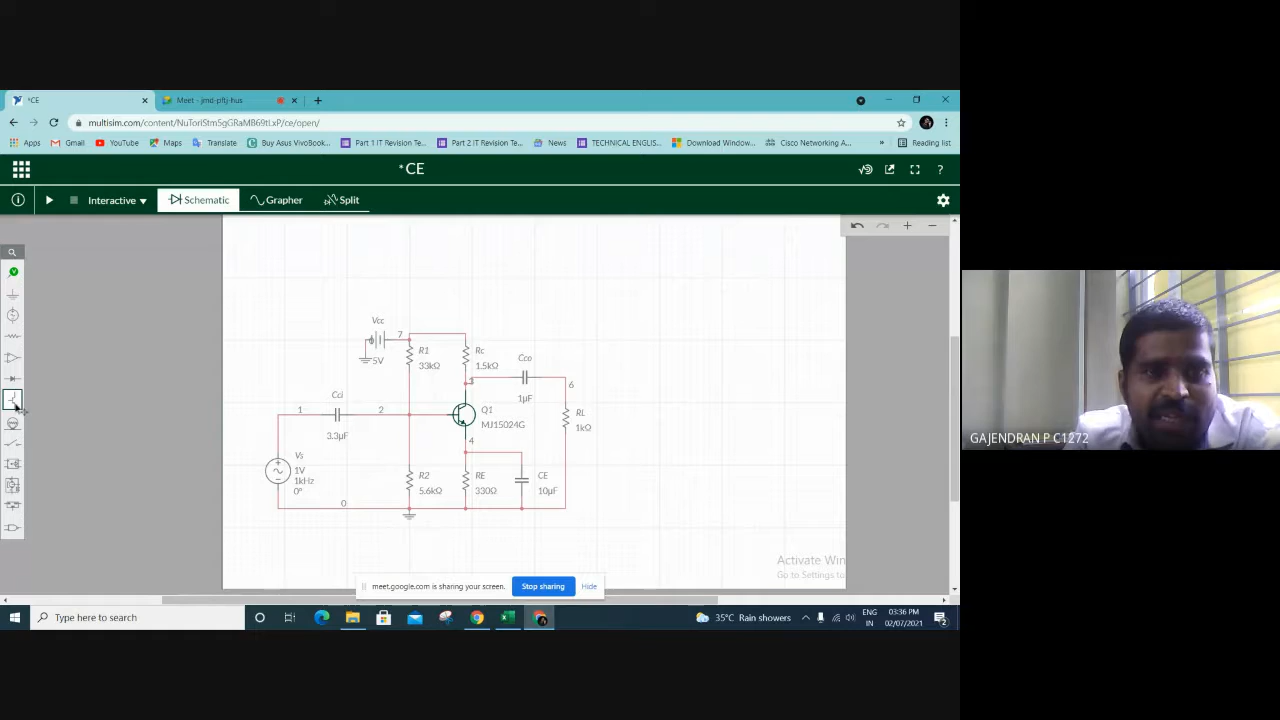 *CE
Meet - jmd-pftj-hus
multisim.com/content/NuToriStm5gGRaMB69tLxP/ce/open/
Apps Gmail YouTube Maps Translate Buy Asus VivoBook... Part 1 IT Revision Te... Part 2 IT Revision Te... News TECHNICAL ENGLIS... Download Window... Cisco Networking A... » Reading list
*CE
Interactive Schematic Grapher Split
Vcc
7
5V
R1
33kΩ
Rc
1.5kΩ
Cco
1µF
3
6
RL
1kΩ
Cci
3.3µF
1
2
Q1
MJ15024G
4
Vs
1V
1kHz
0°
R2
5.6kΩ
RE
330Ω
CE
10µF
0
Activate Win
Go to Settings to
meet.google.com is sharing your screen. Stop sharing Hide
Type here to search
35°C Rain showers
ENG
IN
03:36 PM
02/07/2021
2
GAJENDRAN P C1272